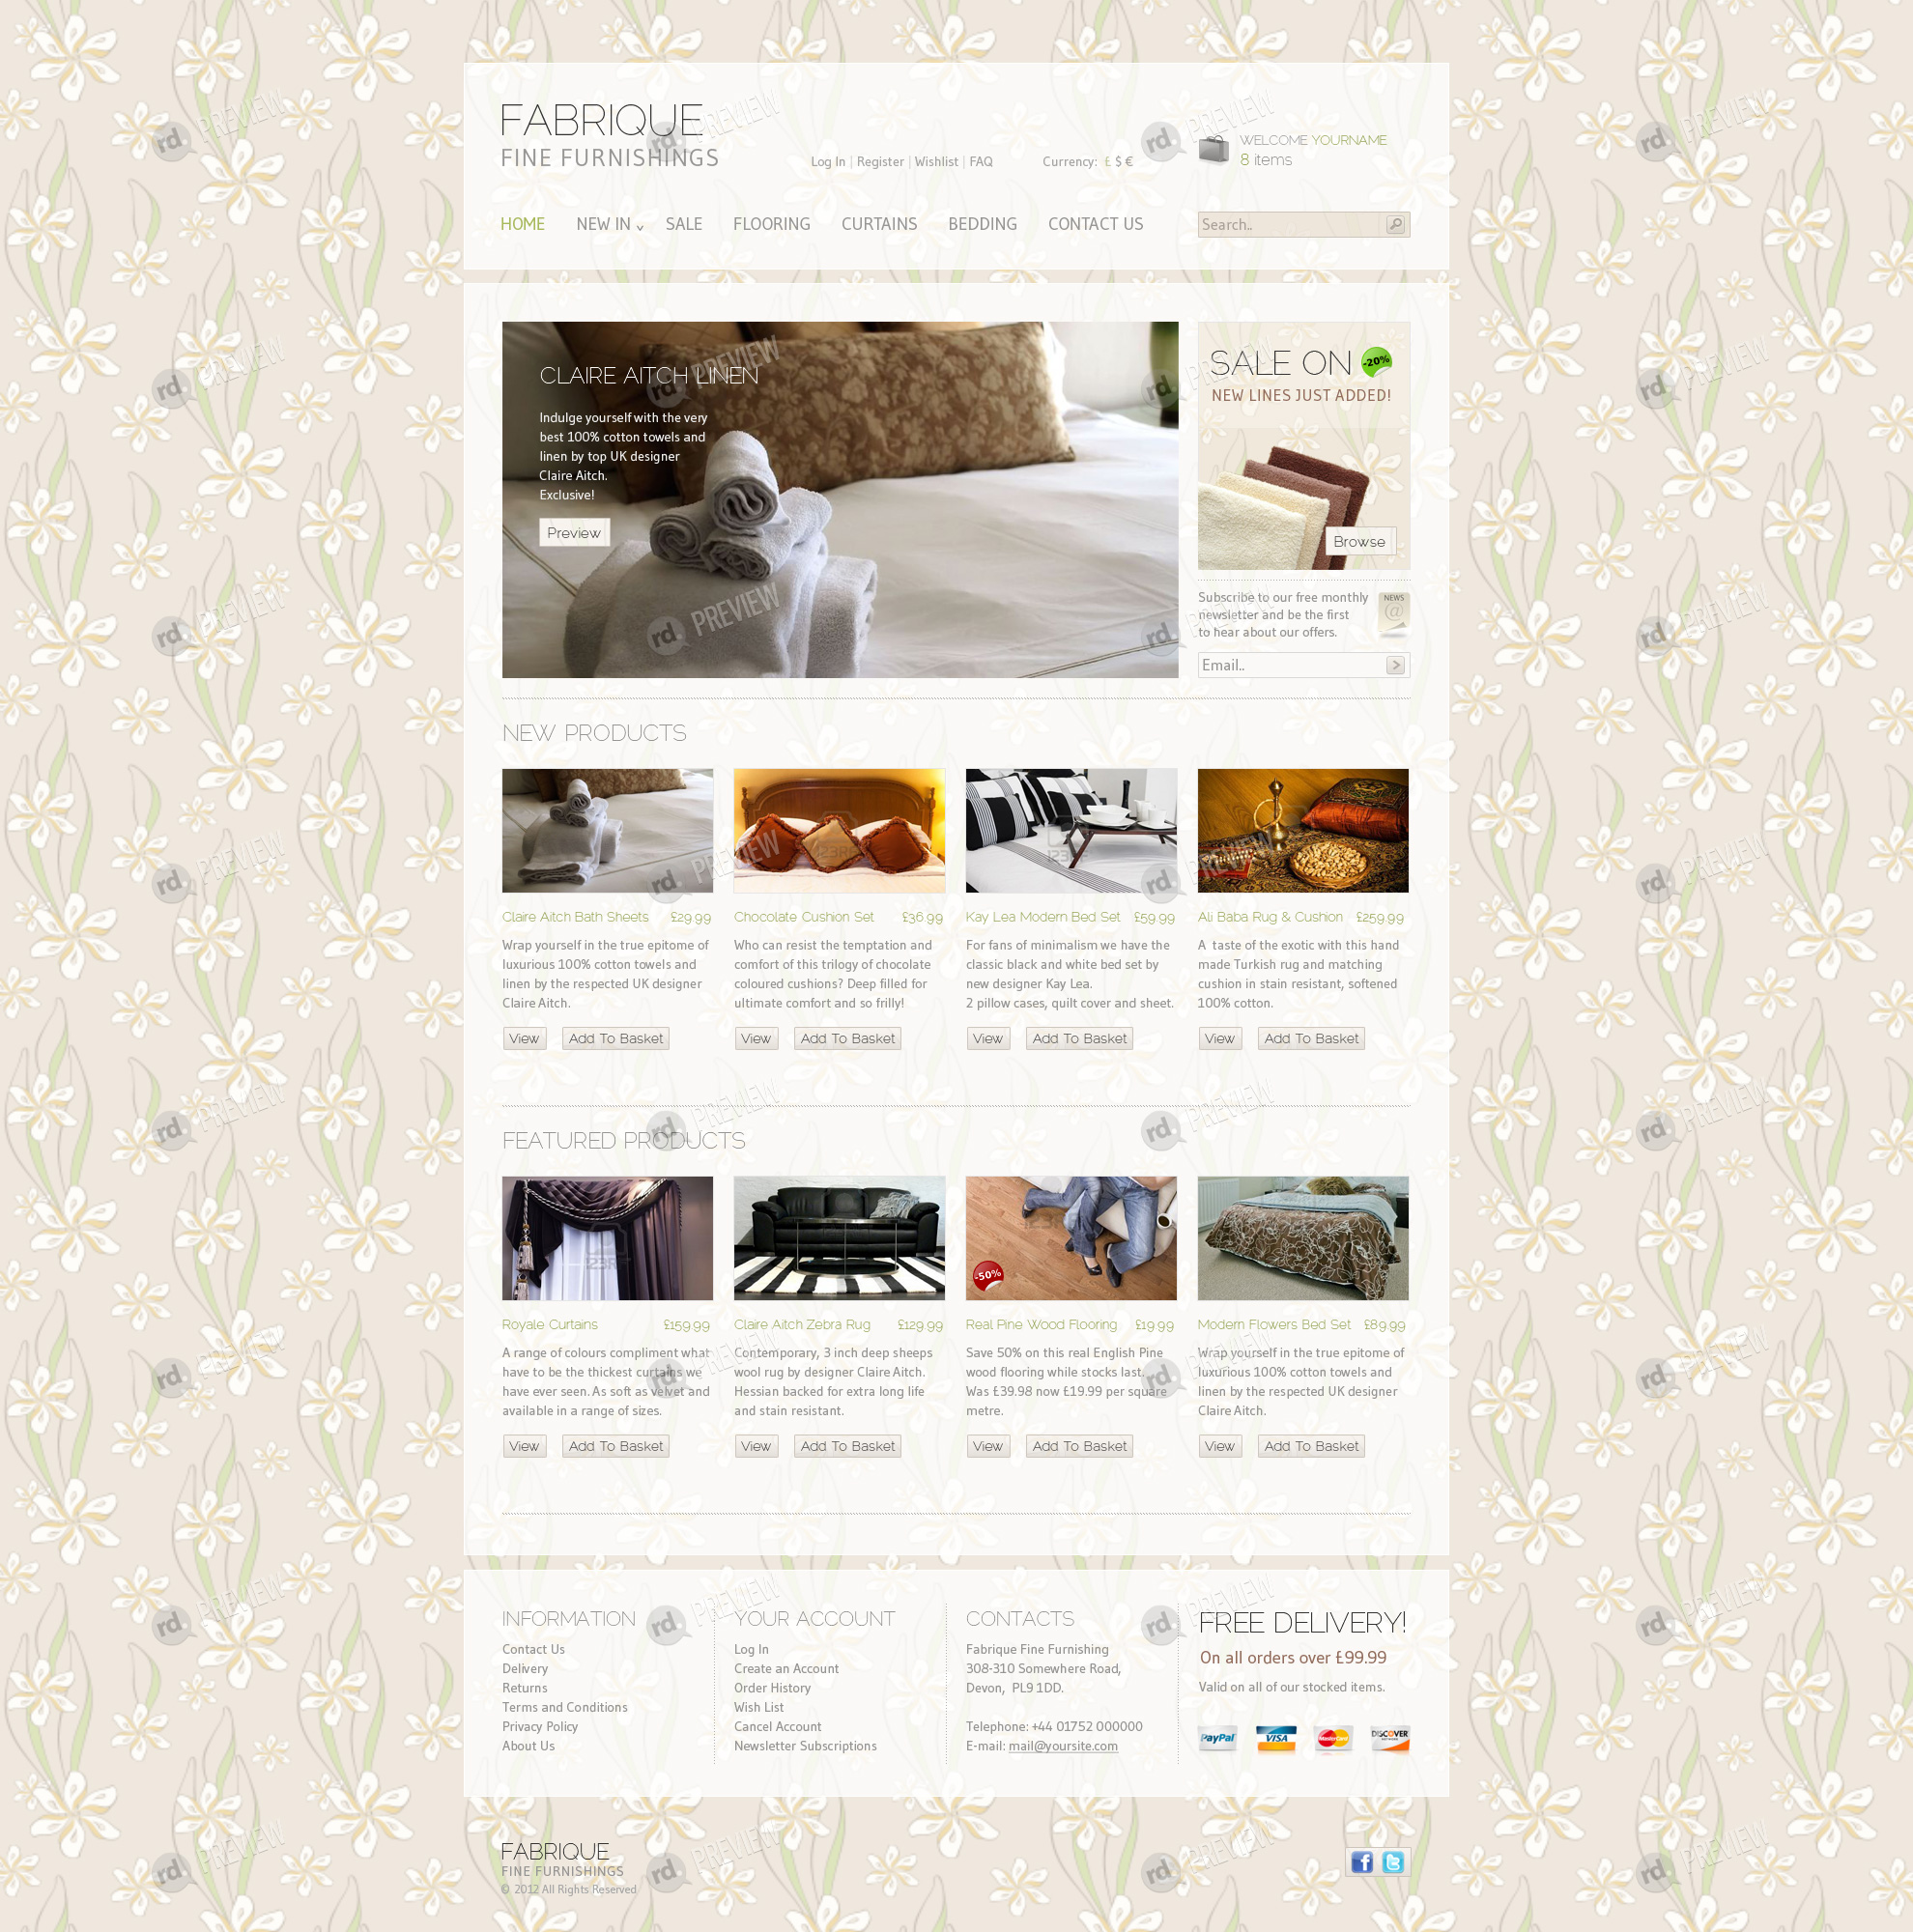 FABRIQUE
FINE FURNISHINGS
Log In | Register | Wishlist | FAQ
Currency: £ $ €
WELCOME YOURNAME
8 items
HOME NEW IN SALE FLOORING CURTAINS BEDDING CONTACT US
Search..
CLAIRE AITCH LINEN
Indulge yourself with the very
best 100% cotton towels and
linen by top UK designer
Claire Aitch.
Exclusive!
Preview
SALE ON -20%
NEW LINES JUST ADDED!
Browse
Subscribe to our free monthly
newsletter and be the first
to hear about our offers.
NEWS
@
Email..
NEW PRODUCTS
Claire Aitch Bath Sheets £29.99
Wrap yourself in the true epitome of
luxurious 100% cotton towels and
linen by the respected UK designer
Claire Aitch.
View Add To Basket
Chocolate Cushion Set £36.99
Who can resist the temptation and
comfort of this trilogy of chocolate
coloured cushions? Deep filled for
ultimate comfort and so frilly!
View Add To Basket
Kay Lea Modern Bed Set £59.99
For fans of minimalism we have the
classic black and white bed set by
new designer Kay Lea.
2 pillow cases, quilt cover and sheet.
View Add To Basket
Ali Baba Rug & Cushion £259.99
A taste of the exotic with this hand
made Turkish rug and matching
cushion in stain resistant, softened
100% cotton.
View Add To Basket
FEATURED PRODUCTS
Royale Curtains £159.99
A range of colours compliment what
have to be the thickest curtains we
have ever seen. As soft as velvet and
available in a range of sizes.
View Add To Basket
Claire Aitch Zebra Rug £129.99
Contemporary, 3 inch deep sheeps
wool rug by designer Claire Aitch.
Hessian backed for extra long life
and stain resistant.
View Add To Basket
-50%
Real Pine Wood Flooring £19.99
Save 50% on this real English Pine
wood flooring while stocks last.
Was £39.98 now £19.99 per square
metre.
View Add To Basket
Modern Flowers Bed Set £89.99
Wrap yourself in the true epitome of
luxurious 100% cotton towels and
linen by the respected UK designer
Claire Aitch.
View Add To Basket
INFORMATION
Contact Us
Delivery
Returns
Terms and Conditions
Privacy Policy
About Us
YOUR ACCOUNT
Log In
Create an Account
Order History
Wish List
Cancel Account
Newsletter Subscriptions
CONTACTS
Fabrique Fine Furnishing
308-310 Somewhere Road,
Devon, PL9 1DD.
Telephone: +44 01752 000000
E-mail: mail@yoursite.com
FREE DELIVERY!
On all orders over £99.99
Valid on all of our stocked items.
PayPal VISA MasterCard DISCOVER
FABRIQUE
FINE FURNISHINGS
© 2012 All Rights Reserved
rd. PREVIEW